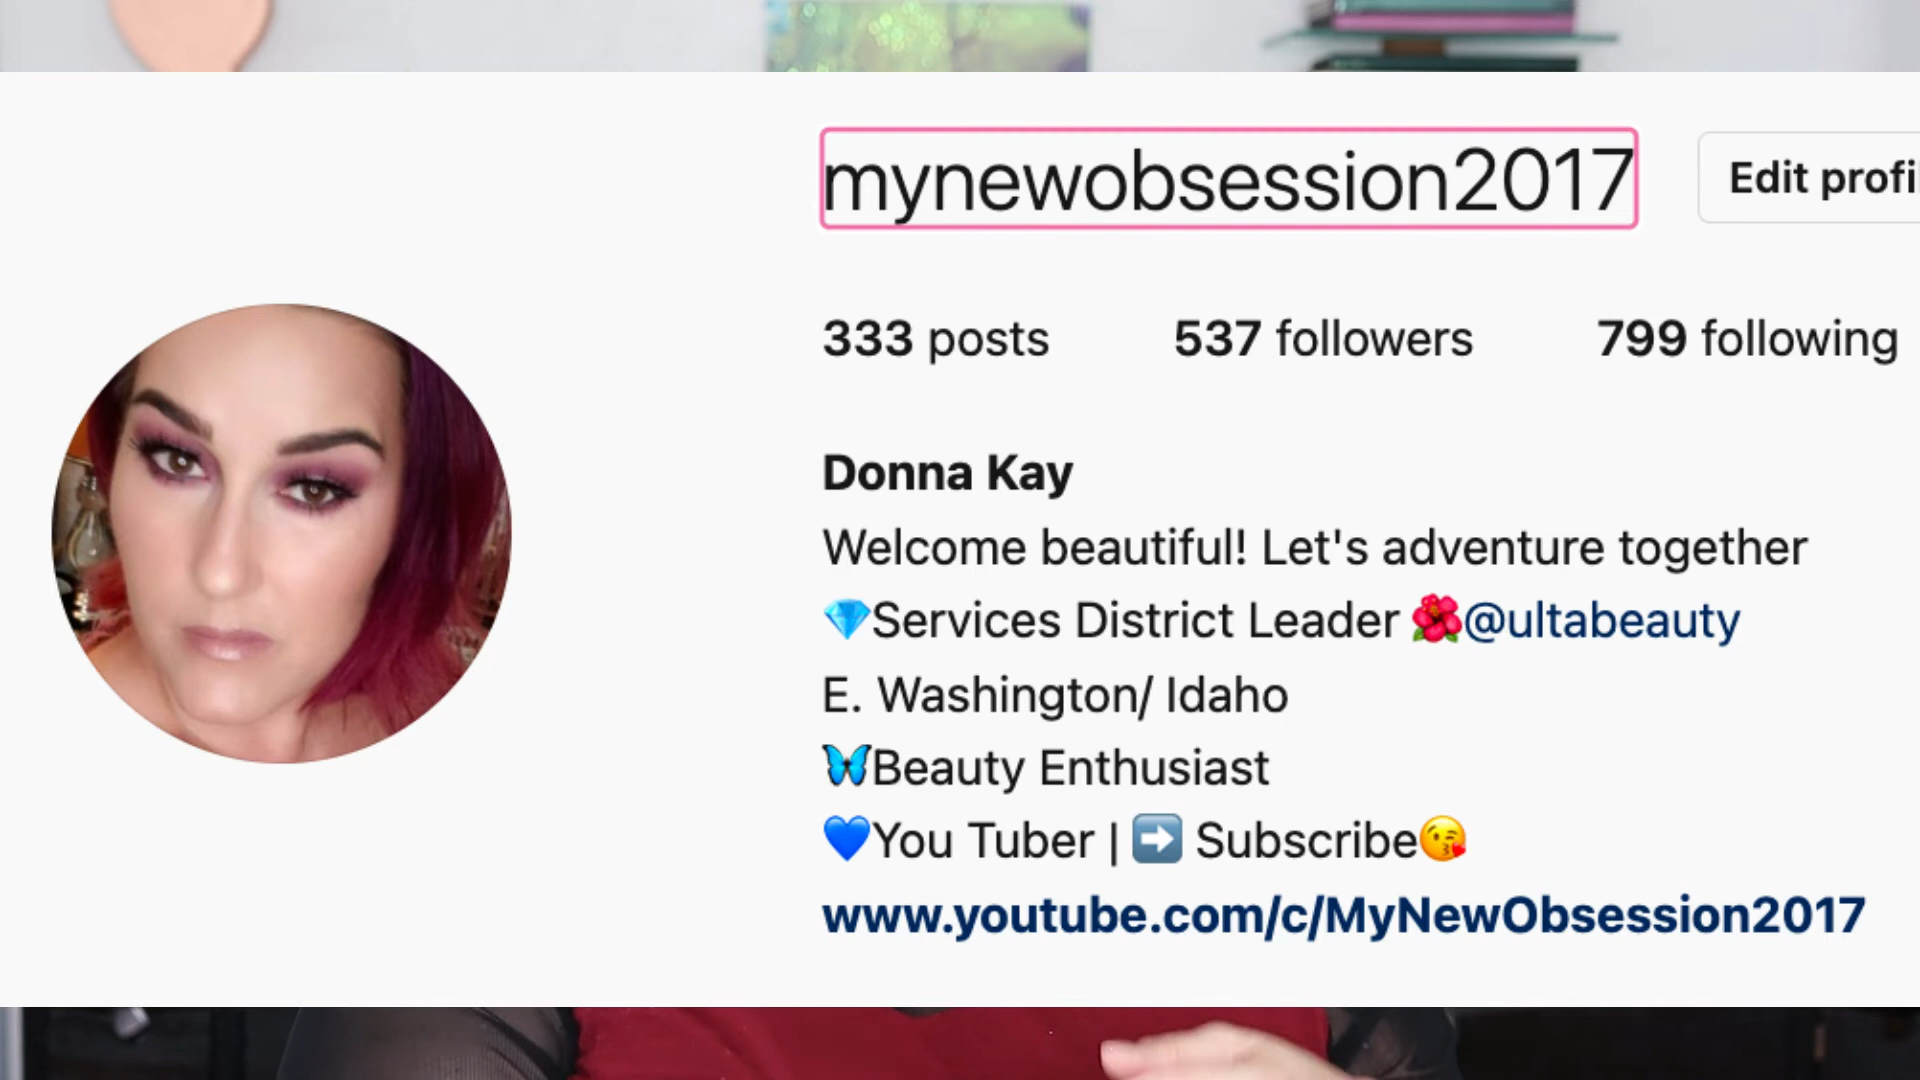 mynewobsession2017
Edit profi
333 posts 537 followers 799 following
Donna Kay
Welcome beautiful! Let's adventure together
💎Services District Leader 🌺@ultabeauty
E. Washington/ Idaho
🦋Beauty Enthusiast
💙You Tuber | ➡️ Subscribe😘
www.youtube.com/c/MyNewObsession2017